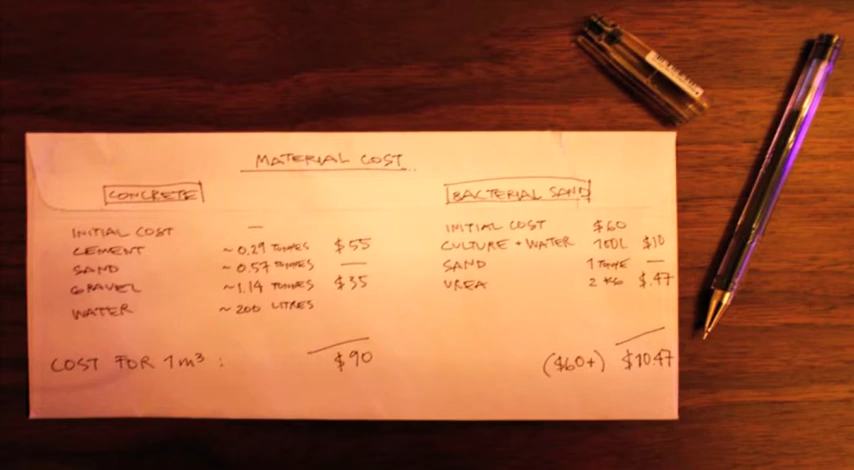 MATERIAL COST
CONCRETE
INITIAL COST —
CEMENT ~0.29 TONNES $55
SAND ~0.57 TONNES —
GRAVEL ~1.14 TONNES $35
WATER ~200 LITRES
COST FOR 1m³ : $90
BACTERIAL SAND
INITIAL COST $60
CULTURE + WATER 100L $10
SAND 1 TONNE —
UREA 2 KG $.47
($60+) $10.47